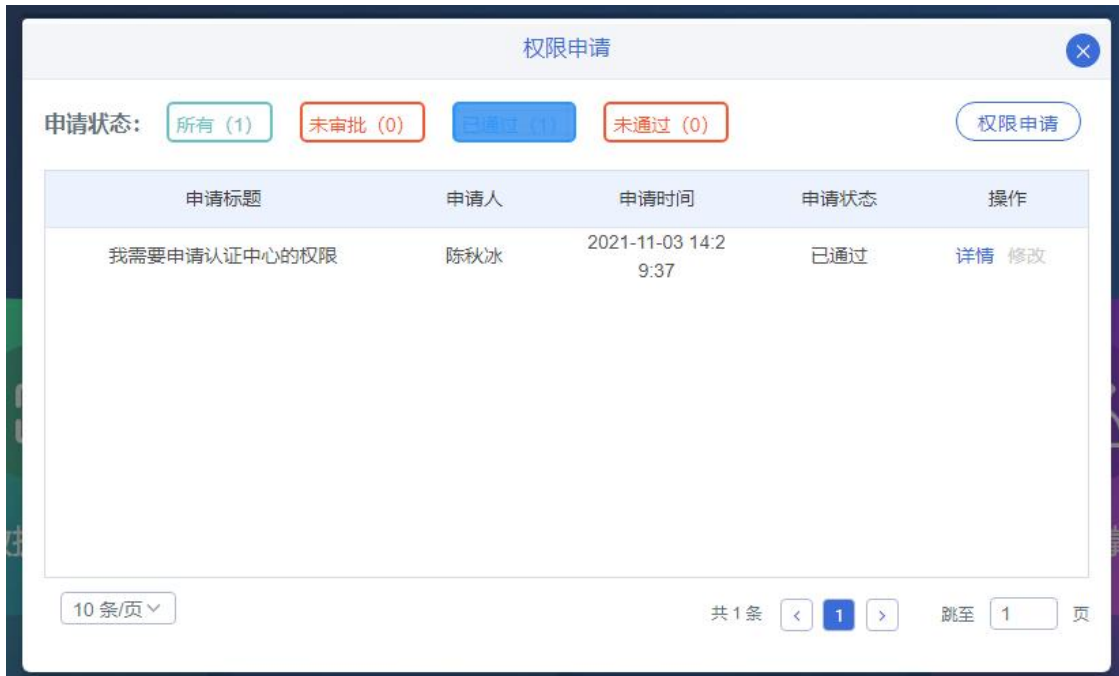 权限申请
申请状态：
所有（1）
未审批（0）
已通过（1）
未通过（0）
权限申请
申请标题
申请人
申请时间
申请状态
操作
我需要申请认证中心的权限
陈秋冰
2021-11-03 14:2
9:37
已通过
详情 修改
10 条/页
共 1 条
1
跳至
1
页